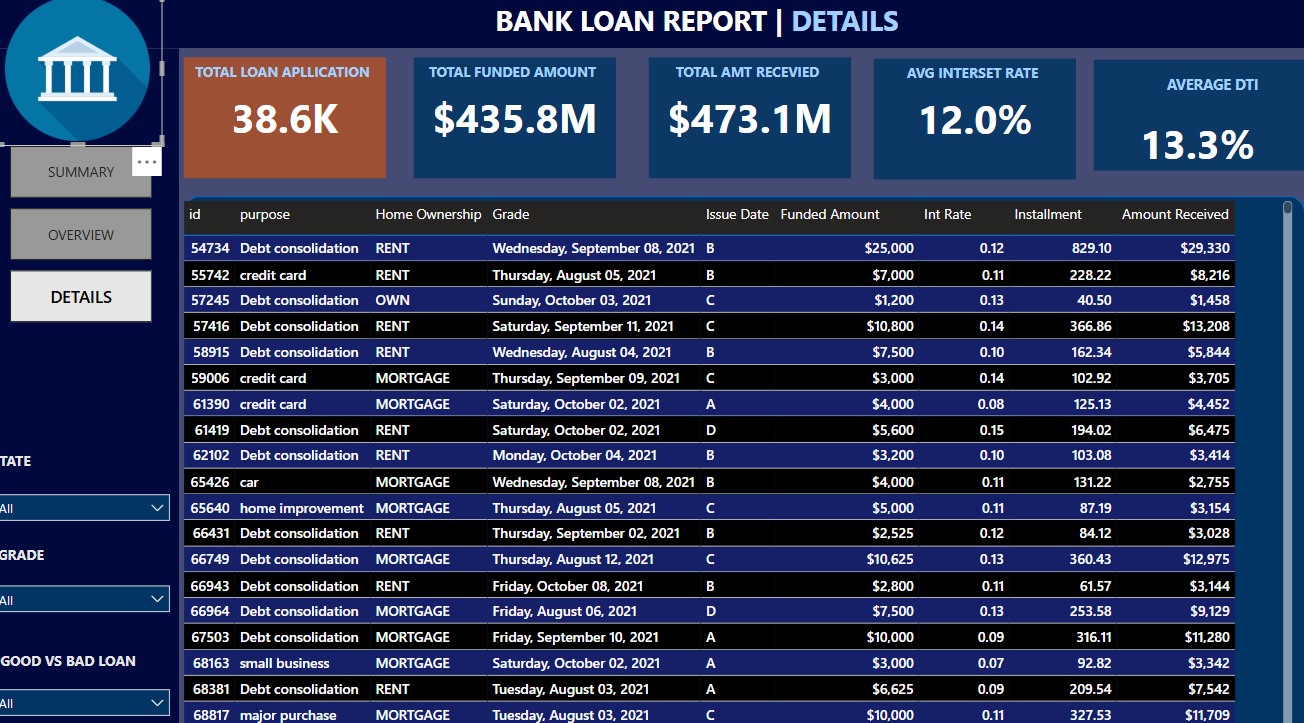 BANK LOAN REPORT | DETAILS
TOTAL LOAN APLLICATION
38.6K
TOTAL FUNDED AMOUNT
$435.8M
TOTAL AMT RECEVIED
$473.1M
AVG INTERSET RATE
12.0%
AVERAGE DTI
13.3%
SUMMARY
OVERVIEW
DETAILS
TATE
All
GRADE
All
GOOD VS BAD LOAN
All
id purpose Home Ownership Grade Issue Date Funded Amount Int Rate Installment Amount Received
54734 Debt consolidation RENT Wednesday, September 08, 2021 B $25,000 0.12 829.10 $29,330
55742 credit card RENT Thursday, August 05, 2021 B $7,000 0.11 228.22 $8,216
57245 Debt consolidation OWN Sunday, October 03, 2021 C $1,200 0.13 40.50 $1,458
57416 Debt consolidation RENT Saturday, September 11, 2021 C $10,800 0.14 366.86 $13,208
58915 Debt consolidation RENT Wednesday, August 04, 2021 B $7,500 0.10 162.34 $5,844
59006 credit card MORTGAGE Thursday, September 09, 2021 C $3,000 0.14 102.92 $3,705
61390 credit card MORTGAGE Saturday, October 02, 2021 A $4,000 0.08 125.13 $4,452
61419 Debt consolidation RENT Saturday, October 02, 2021 D $5,600 0.15 194.02 $6,475
62102 Debt consolidation RENT Monday, October 04, 2021 B $3,200 0.10 103.08 $3,414
65426 car MORTGAGE Wednesday, September 08, 2021 B $4,000 0.11 131.22 $2,755
65640 home improvement MORTGAGE Thursday, August 05, 2021 C $5,000 0.11 87.19 $3,154
66431 Debt consolidation RENT Thursday, September 02, 2021 B $2,525 0.12 84.12 $3,028
66749 Debt consolidation MORTGAGE Thursday, August 12, 2021 C $10,625 0.13 360.43 $12,975
66943 Debt consolidation RENT Friday, October 08, 2021 B $2,800 0.11 61.57 $3,144
66964 Debt consolidation MORTGAGE Friday, August 06, 2021 D $7,500 0.13 253.58 $9,129
67503 Debt consolidation MORTGAGE Friday, September 10, 2021 A $10,000 0.09 316.11 $11,280
68163 small business MORTGAGE Saturday, October 02, 2021 A $3,000 0.07 92.82 $3,342
68381 Debt consolidation RENT Tuesday, August 03, 2021 A $6,625 0.09 209.54 $7,542
68817 major purchase MORTGAGE Tuesday, August 03, 2021 C $10,000 0.11 327.53 $11,709